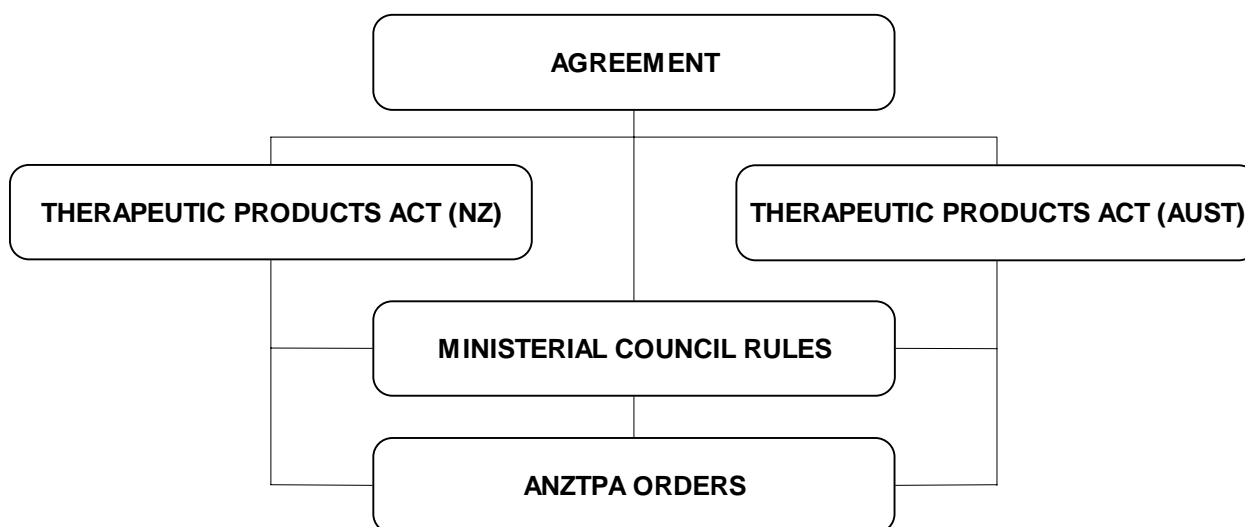 AGREEMENT
THERAPEUTIC PRODUCTS ACT (NZ)
THERAPEUTIC PRODUCTS ACT (AUST)
MINISTERIAL COUNCIL RULES
ANZTPA ORDERS